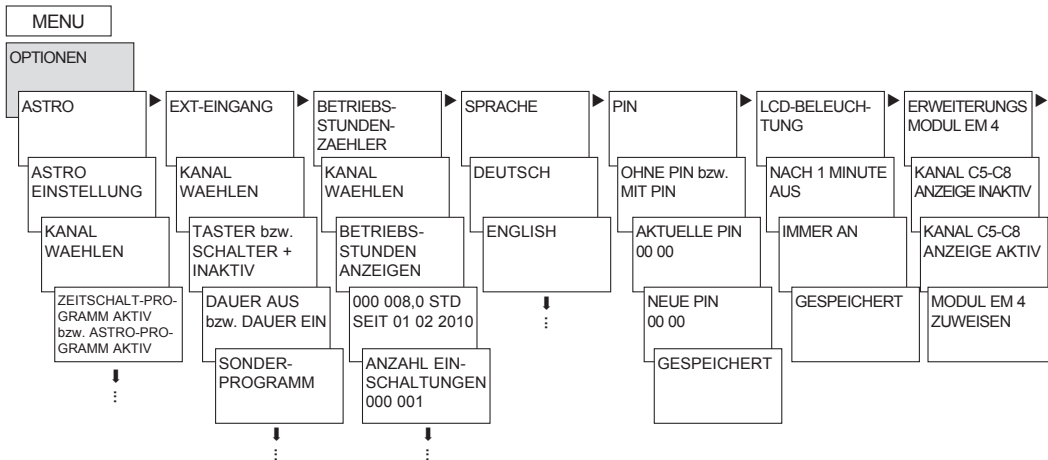 MENU
OPTIONEN
ASTRO
ASTRO
EINSTELLUNG
KANAL
WAEHLEN
ZEITSCHALT-PRO-
GRAMM AKTIV
bzw. ASTRO-PRO-
GRAMM AKTIV
EXT-EINGANG
KANAL
WAEHLEN
TASTER bzw.
SCHALTER +
INAKTIV
DAUER AUS
bzw. DAUER EIN
SONDER-
PROGRAMM
BETRIEBS-
STUNDEN-
ZAEHLER
KANAL
WAEHLEN
BETRIEBS-
STUNDEN
ANZEIGEN
000 008,0 STD
SEIT 01 02 2010
ANZAHL EIN-
SCHALTUNGEN
000 001
SPRACHE
DEUTSCH
ENGLISH
PIN
OHNE PIN bzw.
MIT PIN
AKTUELLE PIN
00 00
NEUE PIN
00 00
GESPEICHERT
LCD-BELEUCH-
TUNG
NACH 1 MINUTE
AUS
IMMER AN
GESPEICHERT
ERWEITERUNGS
MODUL EM 4
KANAL C5-C8
ANZEIGE INAKTIV
KANAL C5-C8
ANZEIGE AKTIV
MODUL EM 4
ZUWEISEN